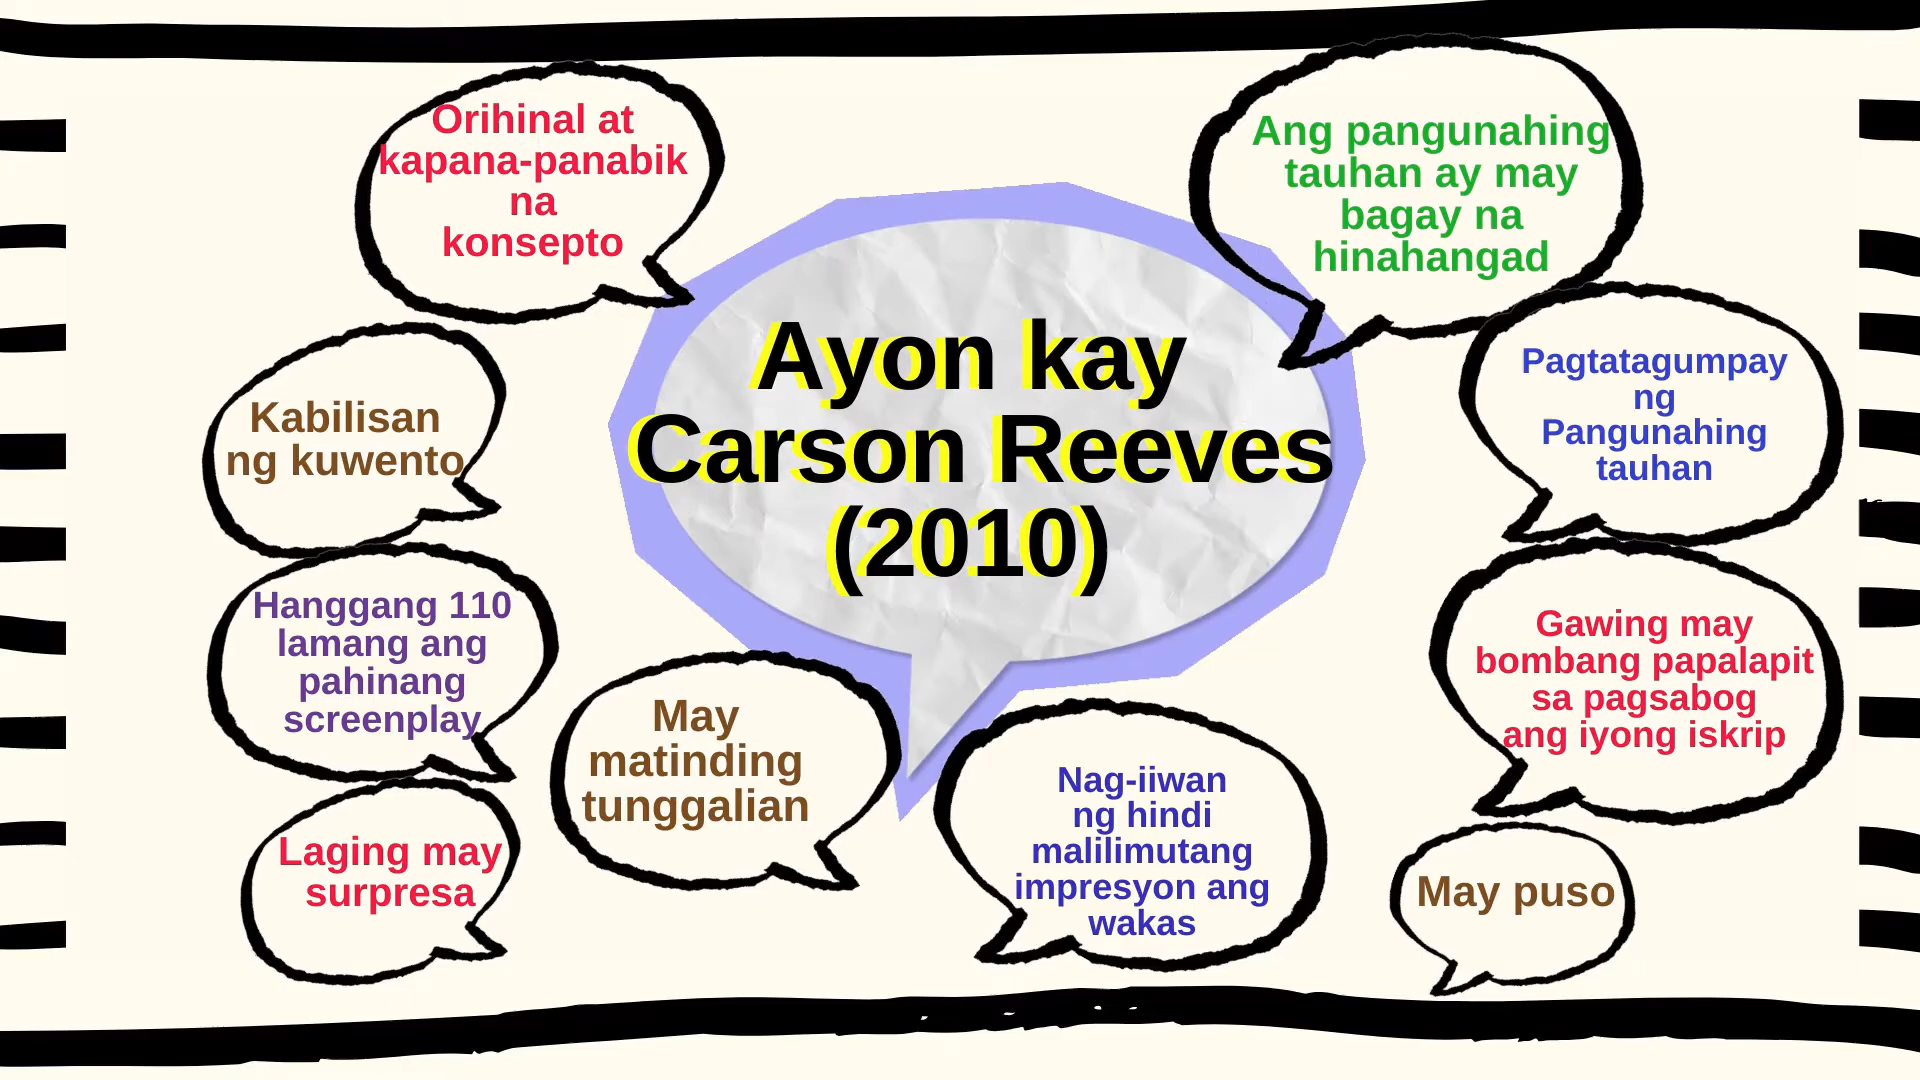 Orihinal at
kapana-panabik
na
konsepto
Ang pangunahing
tauhan ay may
bagay na
hinahangad
Ayon kay
Carson Reeves
(2010)
Kabilisan
ng kuwento
Pagtatagumpay
ng
Pangunahing
tauhan
Hanggang 110
lamang ang
pahinang
screenplay
May
matinding
tunggalian
Gawing may
bombang papalapit
sa pagsabog
ang iyong iskrip
Laging may
surpresa
Nag-iiwan
ng hindi
malilimutang
impresyon ang
wakas
May puso